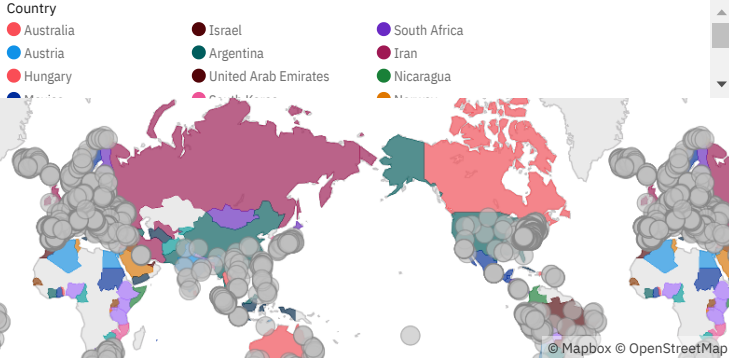 Country
Australia Israel South Africa
Austria Argentina Iran
Hungary United Arab Emirates Nicaragua
© Mapbox © OpenStreetMap